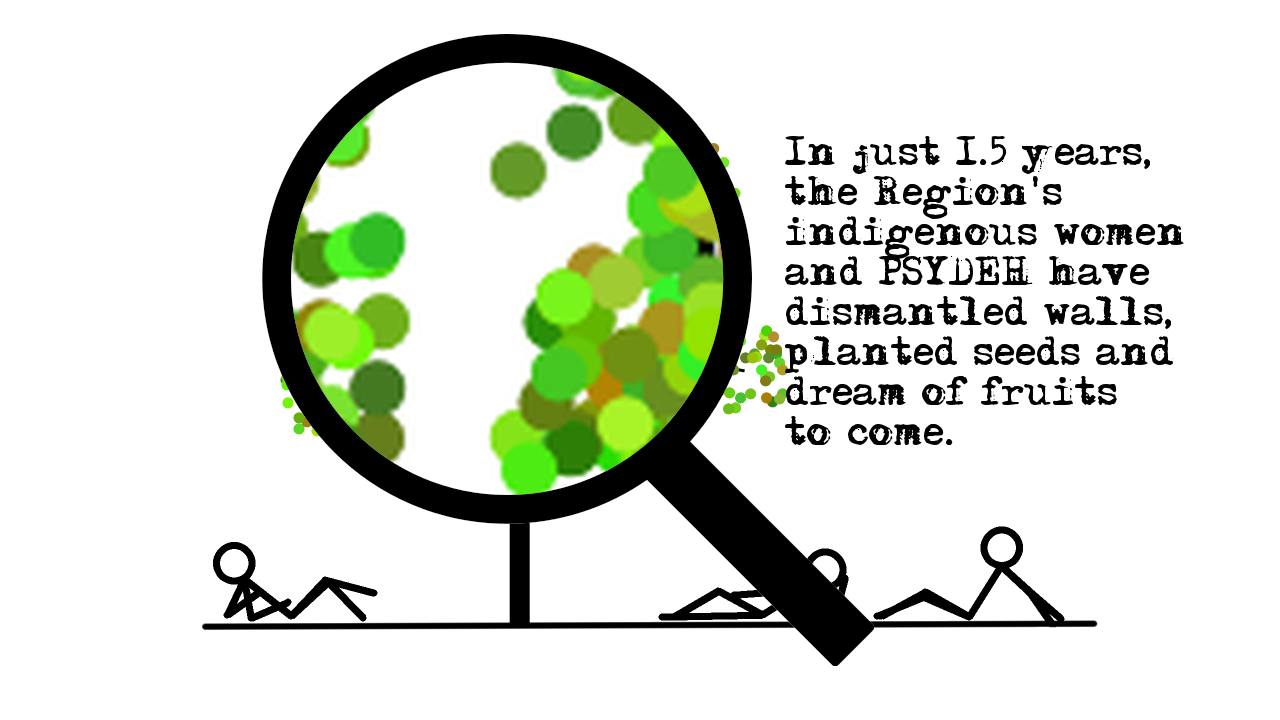 In just 1.5 years,
the Region's
indigenous women
and PSYDEH have
dismantled walls,
planted seeds and
dream of fruits
to come.